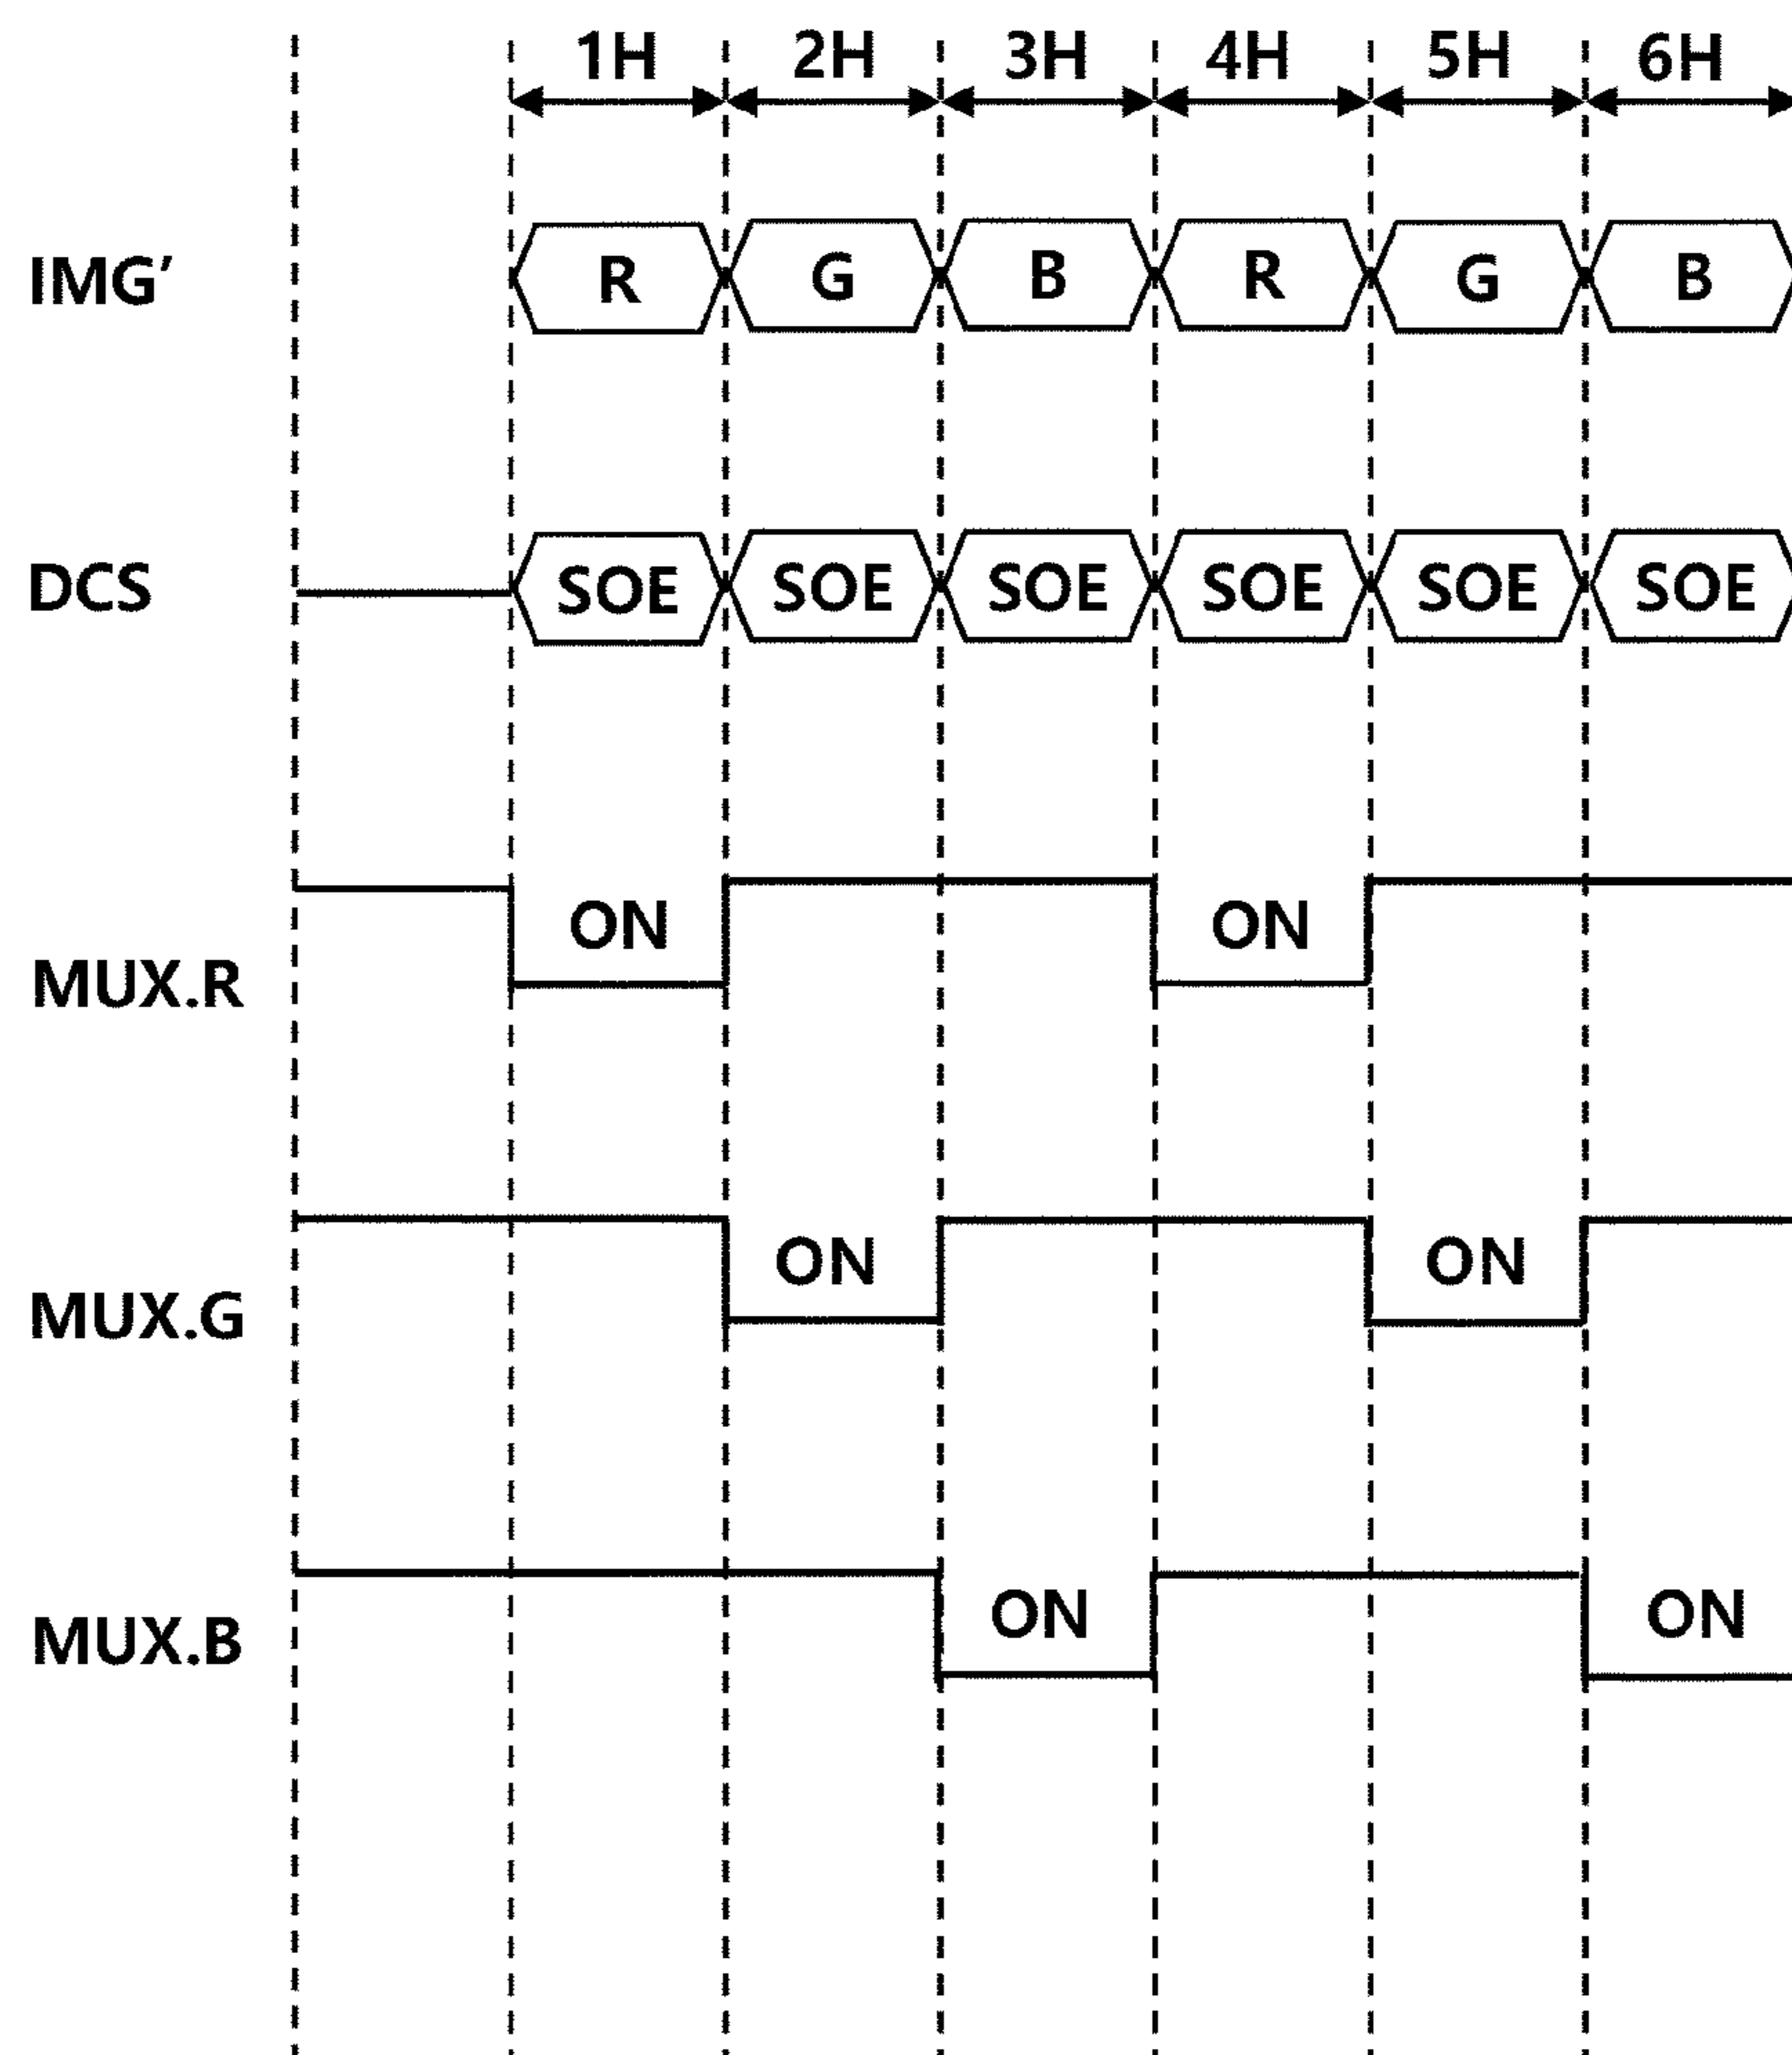 1H 2H 3H 4H 5H 6H
IMG' R G B R G B
DCS SOE SOE SOE SOE SOE SOE
ON ON
MUX.R
ON ON
MUX.G
ON ON
MUX.B